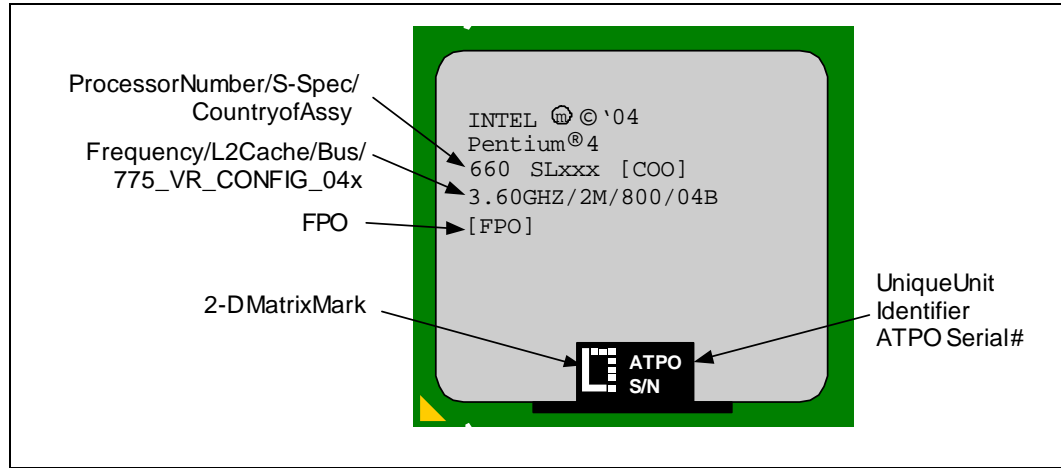 ProcessorNumber/S-Spec/
CountryofAssy
Frequency/L2Cache/Bus/
775_VR_CONFIG_04x
FPO
2-DMatrixMark
INTEL ⓜ © `04
Pentium®4
660 SLxxx [COO]
3.60GHZ/2M/800/04B
[FPO]
ATPO
S/N
UniqueUnit
Identifier
ATPO Serial#